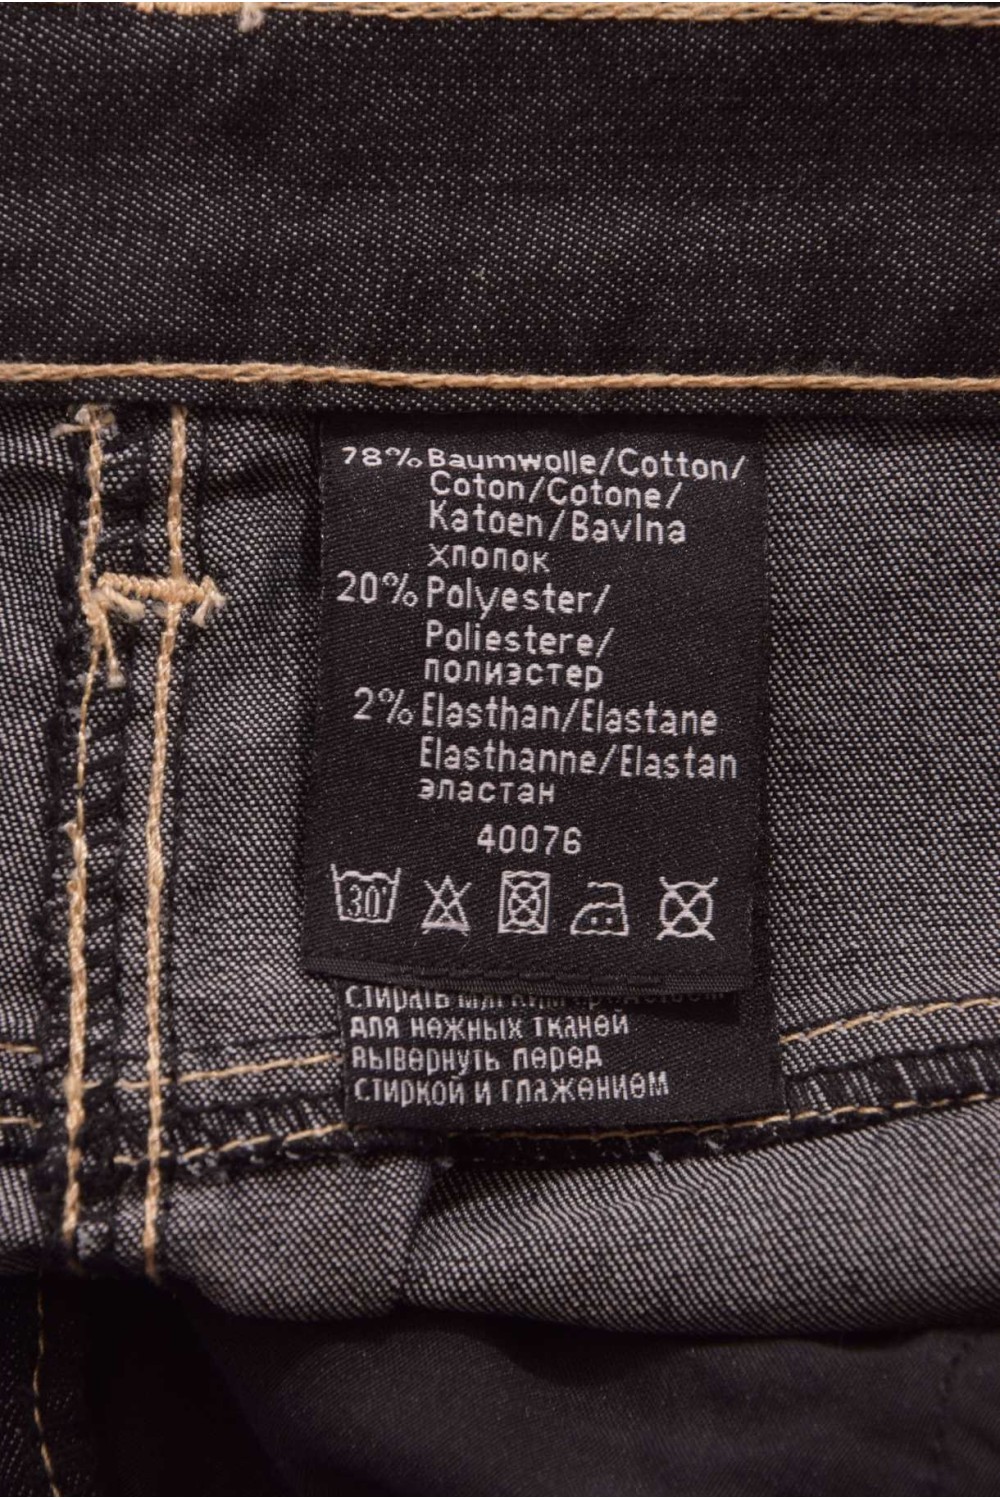 78% Baumwolle/Cotton/
Coton/Cotone/
Katoen/Bavlna
хлопок
20% Polyester/
Poliestere/
полиэстер
2% Elasthan/Elastane
Elasthanne/Elastan
эластан
40076
30°
стирать
для нежных тканей
вывернуть перед
стиркой и глажением